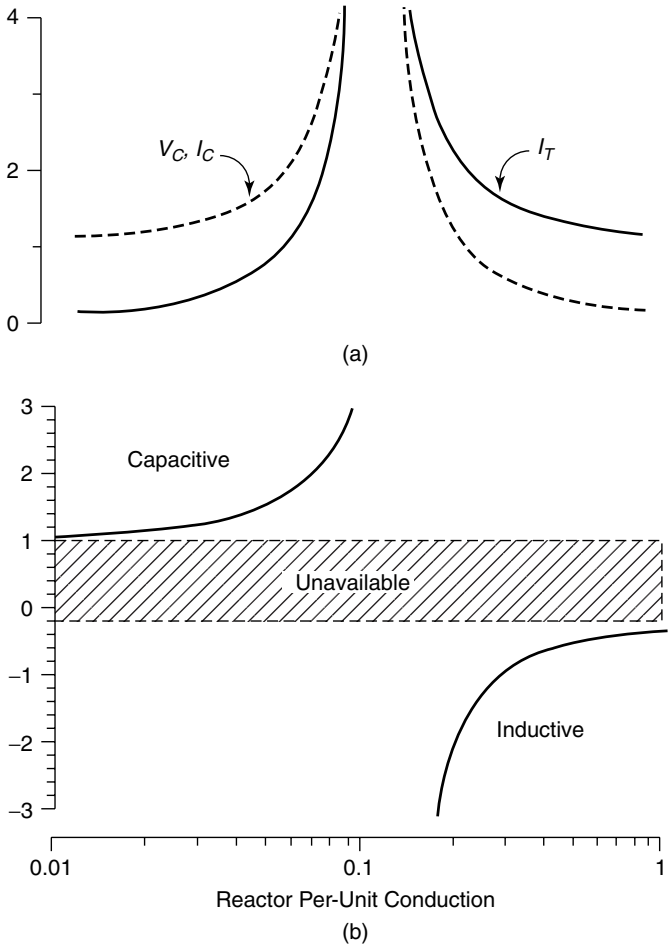 4
V_C, I_C
I_T
2
0
(a)
3
Capacitive
2
1
Unavailable
0
−1
Inductive
−2
−3
0.01 0.1 1
Reactor Per-Unit Conduction
(b)